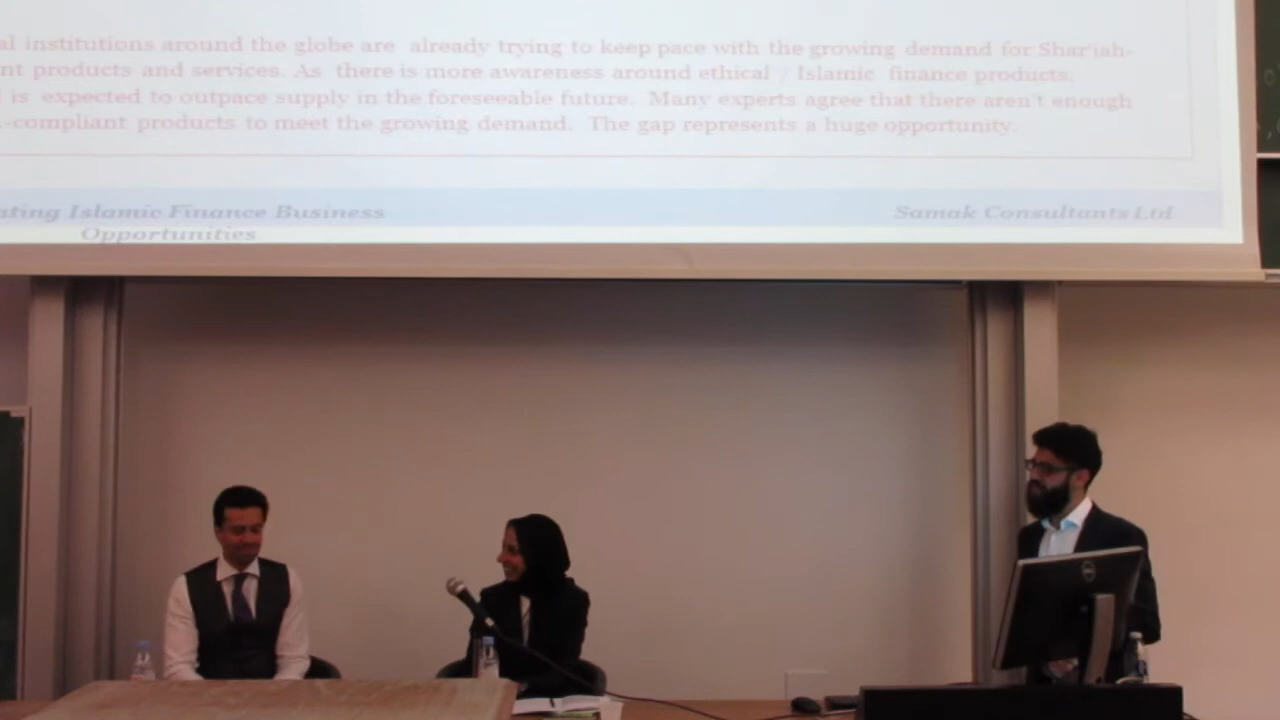 al institutions around the globe are already trying to keep pace with the growing demand for Shar'iah-
nt products and services. As there is more awareness around ethical / Islamic finance products.
is expected to outpace supply in the foreseeable future. Many experts agree that there aren't enough
-compliant products to meet the growing demand. The gap represents a huge opportunity.
ating Islamic Finance Business
Opportunities
Samak Consultants Ltd